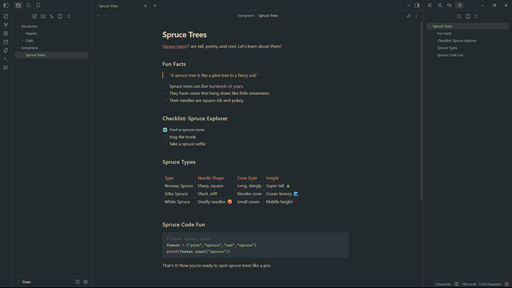 Spruce Trees
Evergreens / Spruce Trees
Deciduous
Maples
Oaks
Evergreens
Spruce Trees
Spruce Trees
Spruce trees are tall, pointy, and cool. Let's learn about them!
Fun Facts
"A spruce tree is like a pine tree in a fancy suit."
Spruce trees can live hundreds of years.
They have cones that hang down like little ornaments.
Their needles are square-ish and pokey.
Checklist: Spruce Explorer
Find a spruce cone
Hug the trunk
Take a spruce selfie
Spruce Types
Type Needle Shape Cone Style Height
Norway Spruce Sharp, square Long, dangly Super tall
Sitka Spruce Short, stiff Slender cone Ocean breezy
White Spruce Smelly needles Small cones Middle height
Spruce Code Fun
forest = ["pine","spruce","oak","spruce"]
print(forest.count("spruce"))
That's it! Now you're ready to spot spruce trees like a pro.
Spruce Trees
Fun Facts
Checklist: Spruce Explorer
Spruce Types
Spruce Code Fun
Trees